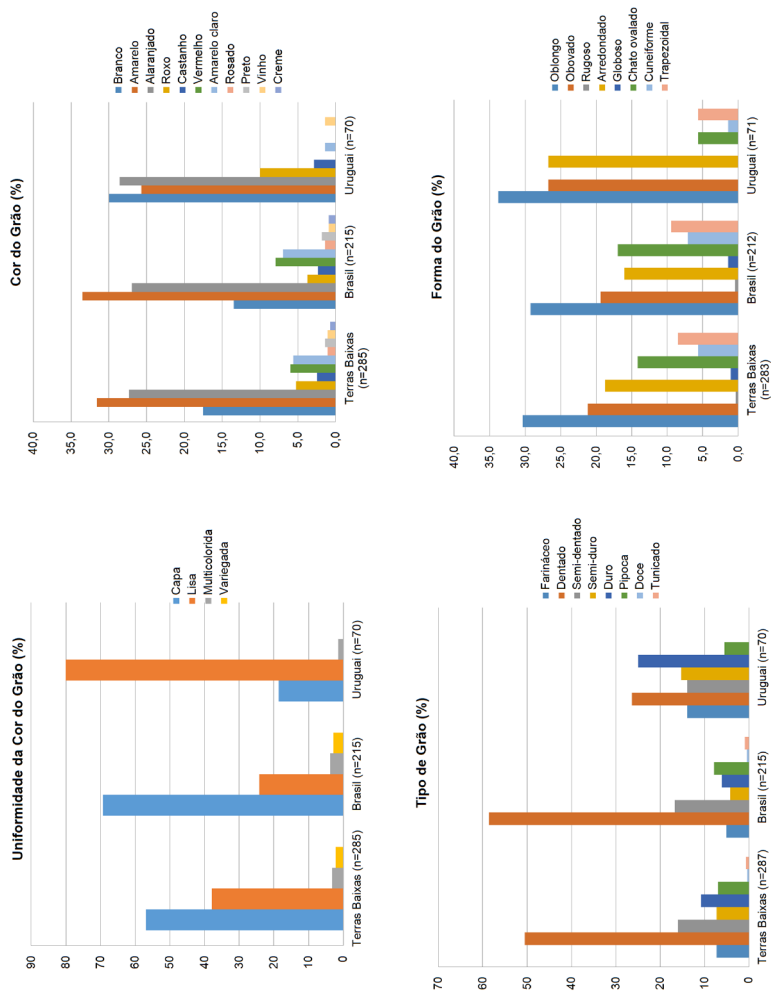 Uniformidade da Cor do Grão (%)
90
80
70
60
50
40
30
20
10
0
Terras Baixas (n=285)
Brasil (n=215)
Uruguai (n=70)
Capa
Lisa
Multicolorida
Variegada
Cor do Grão (%)
40,0
35,0
30,0
25,0
20,0
15,0
10,0
5,0
0,0
Terras Baixas
(n=285)
Brasil (n=215)
Uruguai (n=70)
Branco
Amarelo
Alaranjado
Roxo
Castanho
Vermelho
Amarelo claro
Rosado
Preto
Vinho
Creme
Tipo de Grão (%)
70
60
50
40
30
20
10
0
Terras Baixas (n=287)
Brasil (n=215)
Uruguai (n=70)
Farináceo
Dentado
Semi-dentado
Semi-duro
Duro
Pipoca
Doce
Tunicado
Forma do Grão (%)
40,0
35,0
30,0
25,0
20,0
15,0
10,0
5,0
0,0
Terras Baixas
(n=283)
Brasil (n=212)
Uruguai (n=71)
Oblongo
Obovado
Rugoso
Arredondado
Globoso
Chato ovalado
Cuneiforme
Trapezoidal